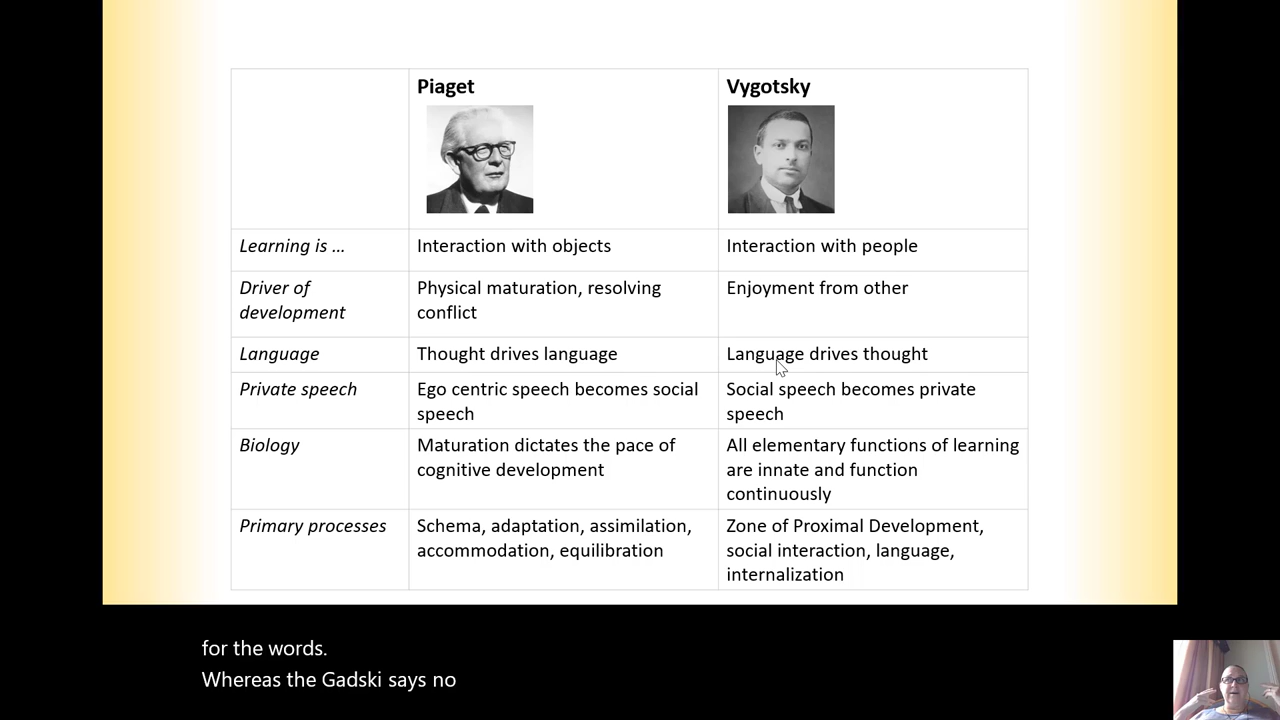 Piaget
Vygotsky
Learning is ...
Interaction with objects
Interaction with people
Driver of
development
Physical maturation, resolving
conflict
Enjoyment from other
Language
Thought drives language
Language drives thought
Private speech
Ego centric speech becomes social
speech
Social speech becomes private
speech
Biology
Maturation dictates the pace of
cognitive development
All elementary functions of learning
are innate and function
continuously
Primary processes
Schema, adaptation, assimilation,
accommodation, equilibration
Zone of Proximal Development,
social interaction, language,
internalization
for the words.
Whereas the Gadski says no